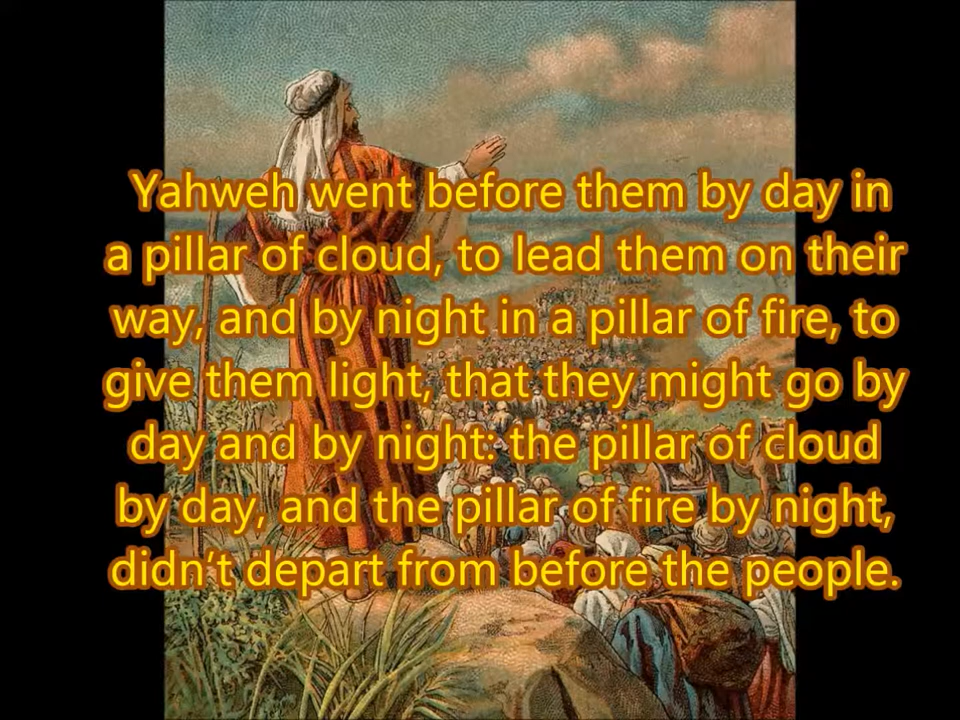 Yahweh went before them by day in
a pillar of cloud, to lead them on their
way, and by night in a pillar of fire, to
give them light, that they might go by
day and by night: the pillar of cloud
by day, and the pillar of fire by night,
didn’t depart from before the people.